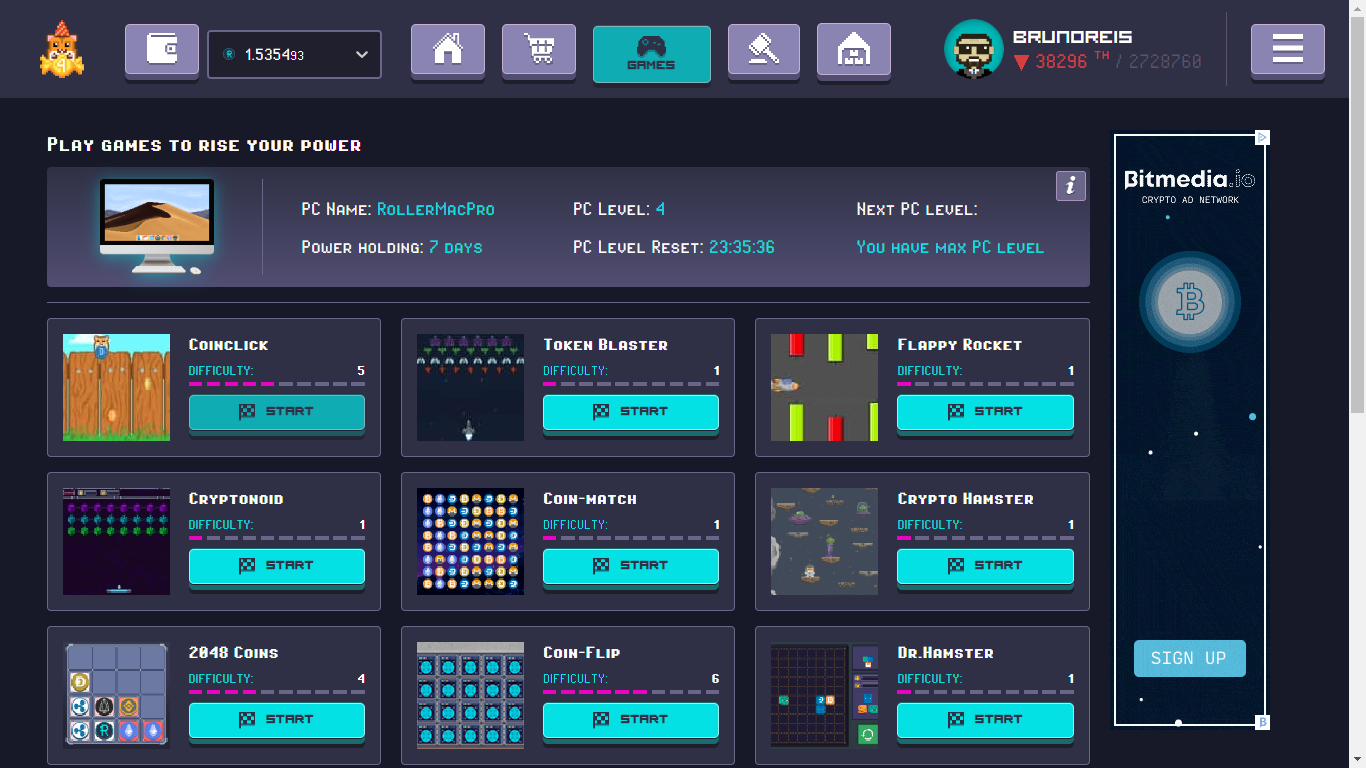 1.535493
GAMES
BRUNOREIS
38296 TH / 2728760
Play games to rise your power
PC Name: RollerMacPro
PC Level: 4
Next PC level:
Power holding: 7 days
PC Level Reset: 23:35:36
You have max PC level
i
Coinclick
DIFFICULTY: 5
START
Token Blaster
DIFFICULTY: 1
START
Flappy Rocket
DIFFICULTY: 1
START
Cryptonoid
DIFFICULTY: 1
START
Coin-match
DIFFICULTY: 1
START
Crypto Hamster
DIFFICULTY: 1
START
2048 Coins
DIFFICULTY: 4
START
Coin-Flip
DIFFICULTY: 6
START
Dr.Hamster
DIFFICULTY: 1
START
Bitmedia.io
CRYPTO AD NETWORK
SIGN UP